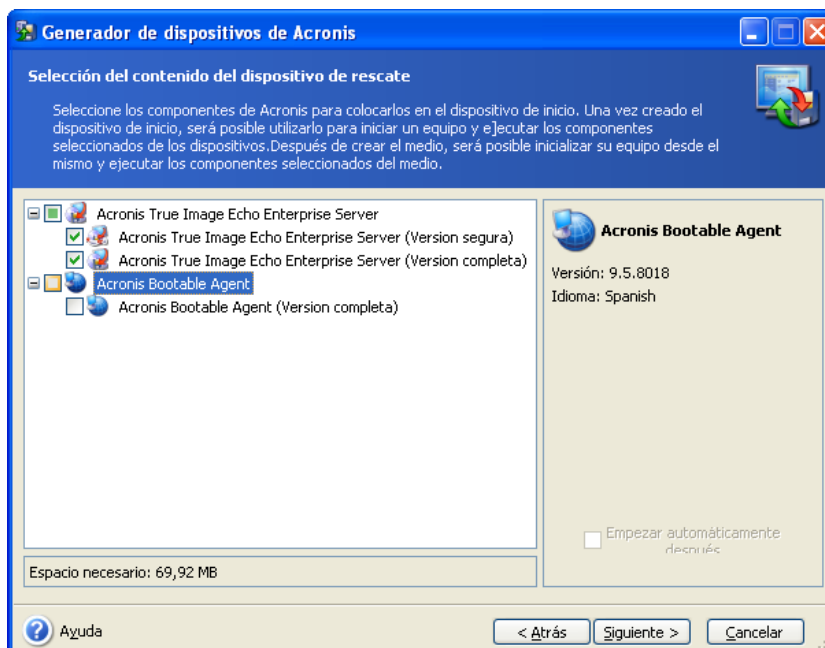 Generador de dispositivos de Acronis
Selección del contenido del dispositivo de rescate
Seleccione los componentes de Acronis para colocarlos en el dispositivo de inicio. Una vez creado el
dispositivo de inicio, será posible utilizarlo para iniciar un equipo y e]ecutar los componentes
seleccionados de los dispositivos.Después de crear el medio, será posible inicializar su equipo desde el
mismo y ejecutar los componentes seleccionados del medio.
Acronis True Image Echo Enterprise Server
Acronis True Image Echo Enterprise Server (Version segura)
Acronis True Image Echo Enterprise Server (Version completa)
Acronis Bootable Agent
Acronis Bootable Agent (Version completa)
Espacio necesario: 69,92 MB
Acronis Bootable Agent
Versión: 9.5.8018
Idioma: Spanish
Empezar automáticamente
después
Ayuda
< Atrás
Siguiente >
Cancelar